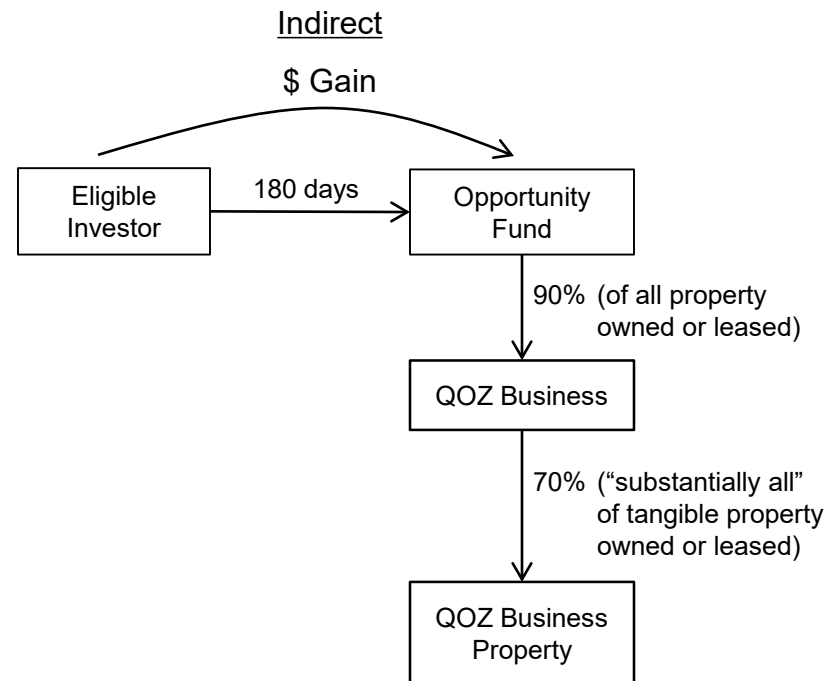 Indirect
$ Gain
Eligible
Investor
180 days
Opportunity
Fund
90% (of all property
owned or leased)
QOZ Business
70% (“substantially all”
of tangible property
owned or leased)
QOZ Business
Property